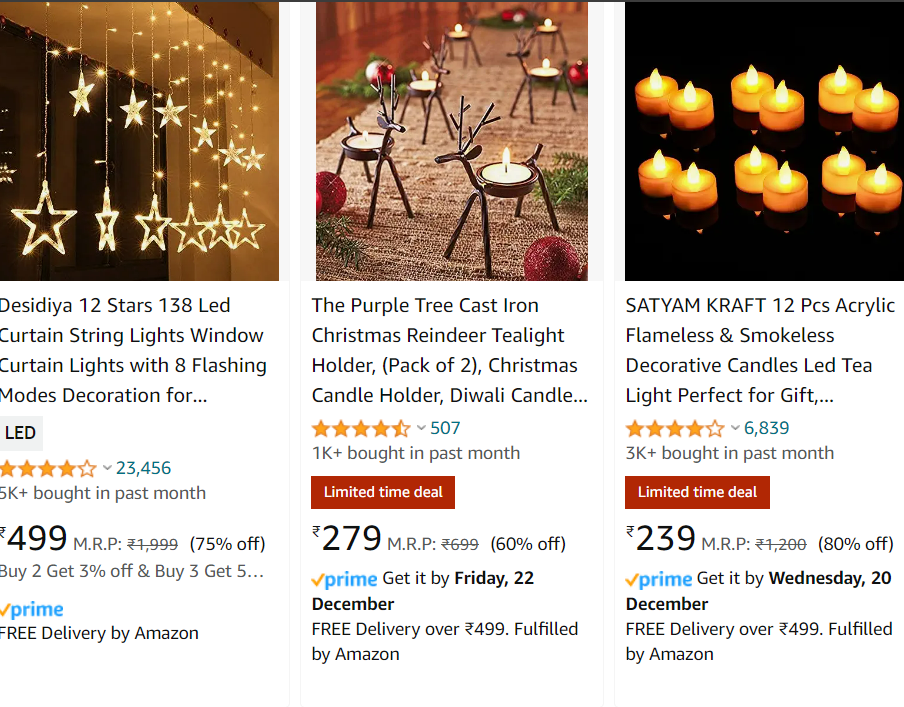 Desidiya 12 Stars 138 Led
Curtain String Lights Window
Curtain Lights with 8 Flashing
Modes Decoration for...
LED
23,456
5K+ bought in past month
₹499 M.R.P: ₹1,999 (75% off)
Buy 2 Get 3% off & Buy 3 Get 5...
prime
FREE Delivery by Amazon
The Purple Tree Cast Iron
Christmas Reindeer Tealight
Holder, (Pack of 2), Christmas
Candle Holder, Diwali Candle...
507
1K+ bought in past month
Limited time deal
₹279 M.R.P: ₹699 (60% off)
prime Get it by Friday, 22
December
FREE Delivery over ₹499. Fulfilled
by Amazon
SATYAM KRAFT 12 Pcs Acrylic
Flameless & Smokeless
Decorative Candles Led Tea
Light Perfect for Gift,...
6,839
3K+ bought in past month
Limited time deal
₹239 M.R.P: ₹1,200 (80% off)
prime Get it by Wednesday, 20
December
FREE Delivery over ₹499. Fulfilled
by Amazon